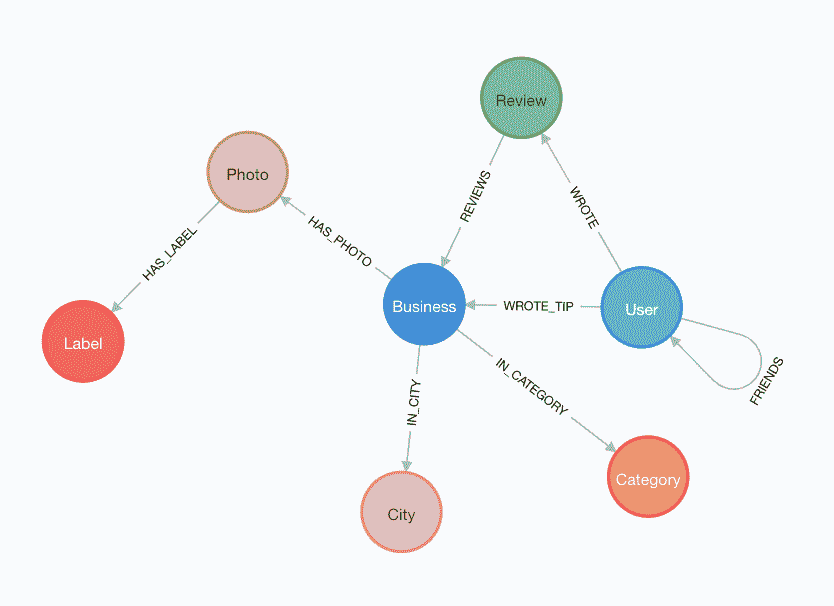 Review
Photo
WROTE
REVIEWS
HAS_PHOTO
HAS_LABEL
Business
WROTE_TIP
User
Label
FRIENDS
IN_CATEGORY
IN_CITY
Category
City